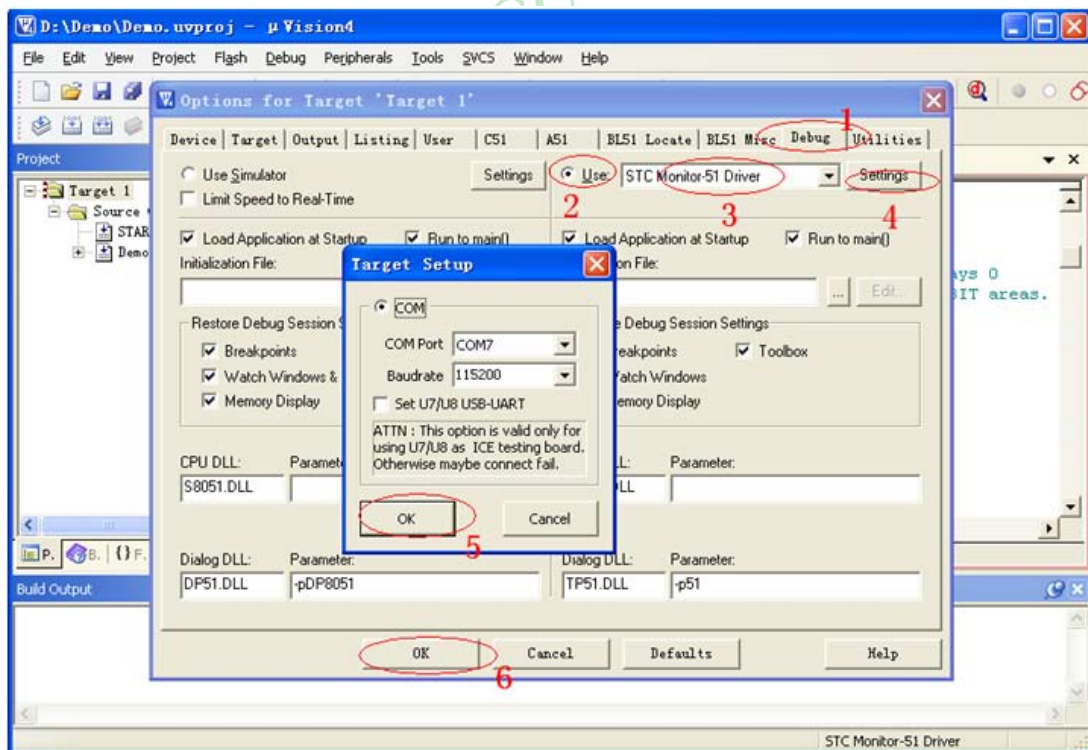 D:\Demo\Demo.uvproj - μVision4
File Edit View Project Flash Debug Peripherals Tools SVCS Window Help
Options for Target 'Target 1'
1
Device Target Output Listing User C51 A51 BL51 Locate BL51 Misc Debug Utilities
Project
Target 1
Source
STAR
Demo
Use Simulator Settings Use: STC Monitor-51 Driver Settings
Limit Speed to Real-Time
2 3 4
Load Application at Startup Run to main() Load Application at Startup Run to main()
Initialization File: on File:
... Edit...
ays 0
BIT areas.
Target Setup
COM
COM Port COM7
Baudrate 115200
Set U7/U8 USB-UART
ATTN : This option is valid only for
using U7/U8 as ICE testing board.
Otherwise maybe connect fail.
OK Cancel
5
Restore Debug Session S
Breakpoints
Watch Windows &
Memory Display
e Debug Session Settings
reakpoints Toolbox
Watch Windows
emory Display
CPU DLL: Paramet
S8051.DLL
LL: Parameter:
DLL
Dialog DLL: Parameter: Dialog DLL: Parameter:
DP51.DLL -pDP8051 TP51.DLL -p51
P. B. {} F.
Build Output
OK Cancel Defaults Help
6
STC Monitor-51 Driver